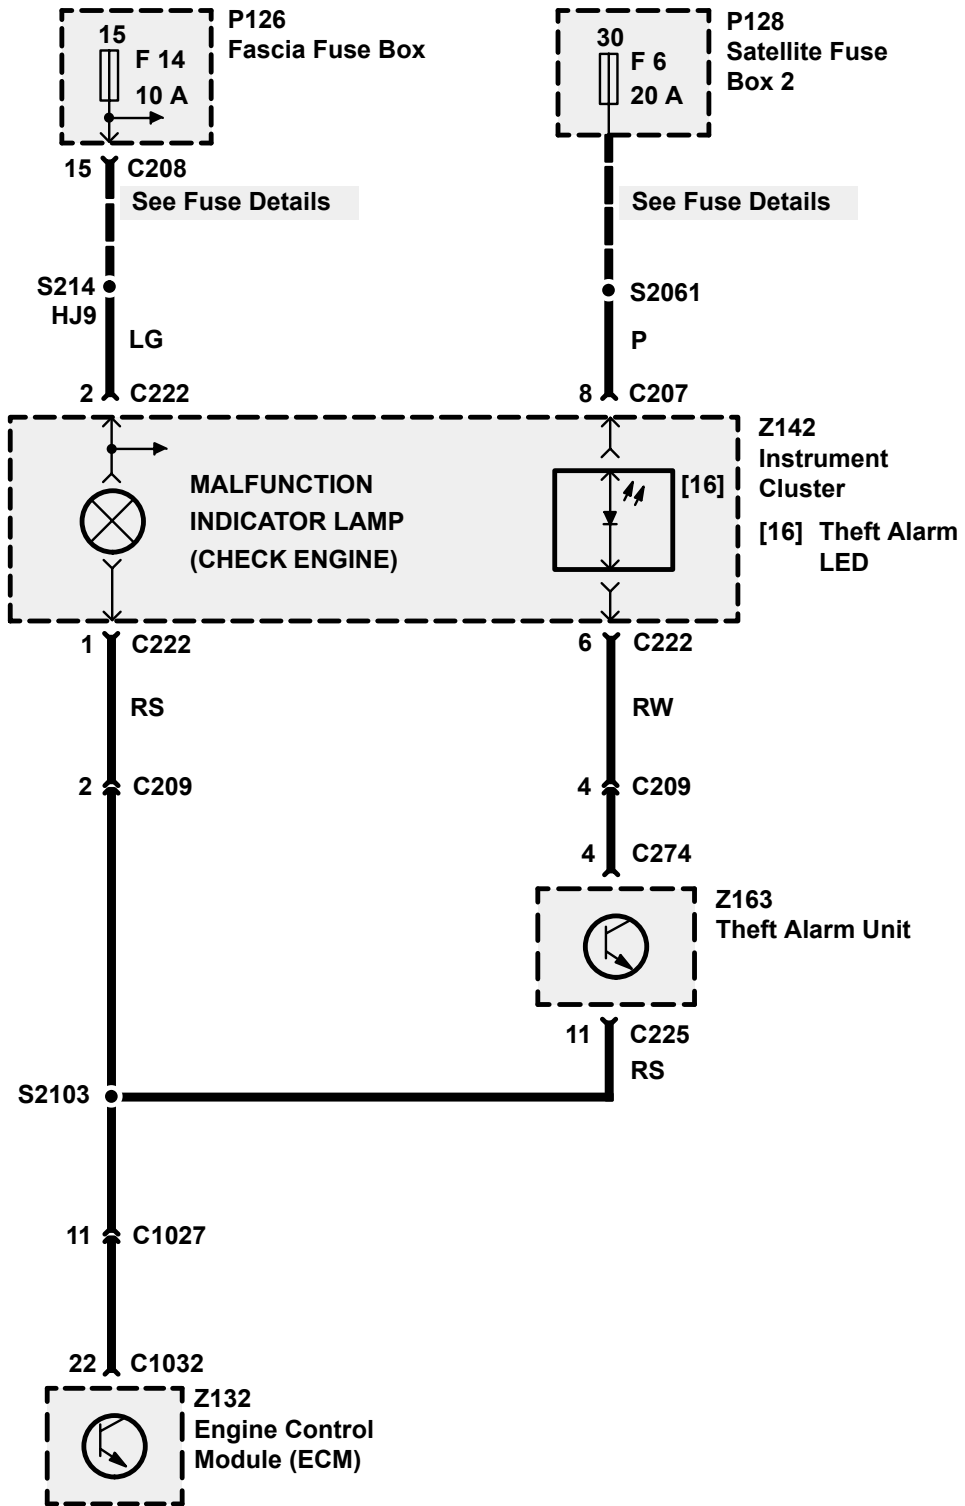 P126
Fascia Fuse Box
15
F 14
10 A
P128
Satellite Fuse
Box 2
30
F 6
20 A
15 C208
See Fuse Details
See Fuse Details
S214
HJ9
S2061
LG
P
2 C222
8 C207
Z142
Instrument
Cluster
[16] Theft Alarm
LED
MALFUNCTION
INDICATOR LAMP
(CHECK ENGINE)
[16]
1 C222
6 C222
RS
RW
2 C209
4 C209
4 C274
Z163
Theft Alarm Unit
11 C225
RS
S2103
11 C1027
22 C1032
Z132
Engine Control
Module (ECM)